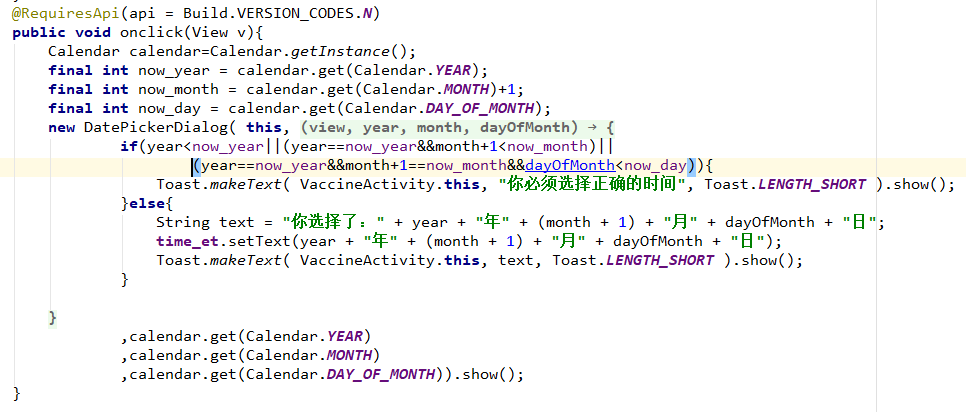 @RequiresApi(api = Build.VERSION_CODES.N)
public void onclick(View v){
Calendar calendar=Calendar.getInstance();
final int now_year = calendar.get(Calendar.YEAR);
final int now_month = calendar.get(Calendar.MONTH)+1;
final int now_day = calendar.get(Calendar.DAY_OF_MONTH);
new DatePickerDialog( this, (view, year, month, dayOfMonth) → {
if(year<now_year||(year==now_year&&month+1<now_month)||
(year==now_year&&month+1==now_month&&dayOfMonth<now_day)){
Toast.makeText( VaccineActivity.this, "你必须选择正确的时间", Toast.LENGTH_SHORT ).show();
}else{
String text = "你选择了：" + year + "年" + (month + 1) + "月" + dayOfMonth + "日";
time_et.setText(year + "年" + (month + 1) + "月" + dayOfMonth + "日");
Toast.makeText( VaccineActivity.this, text, Toast.LENGTH_SHORT ).show();
}
}
,calendar.get(Calendar.YEAR)
,calendar.get(Calendar.MONTH)
,calendar.get(Calendar.DAY_OF_MONTH)).show();
}